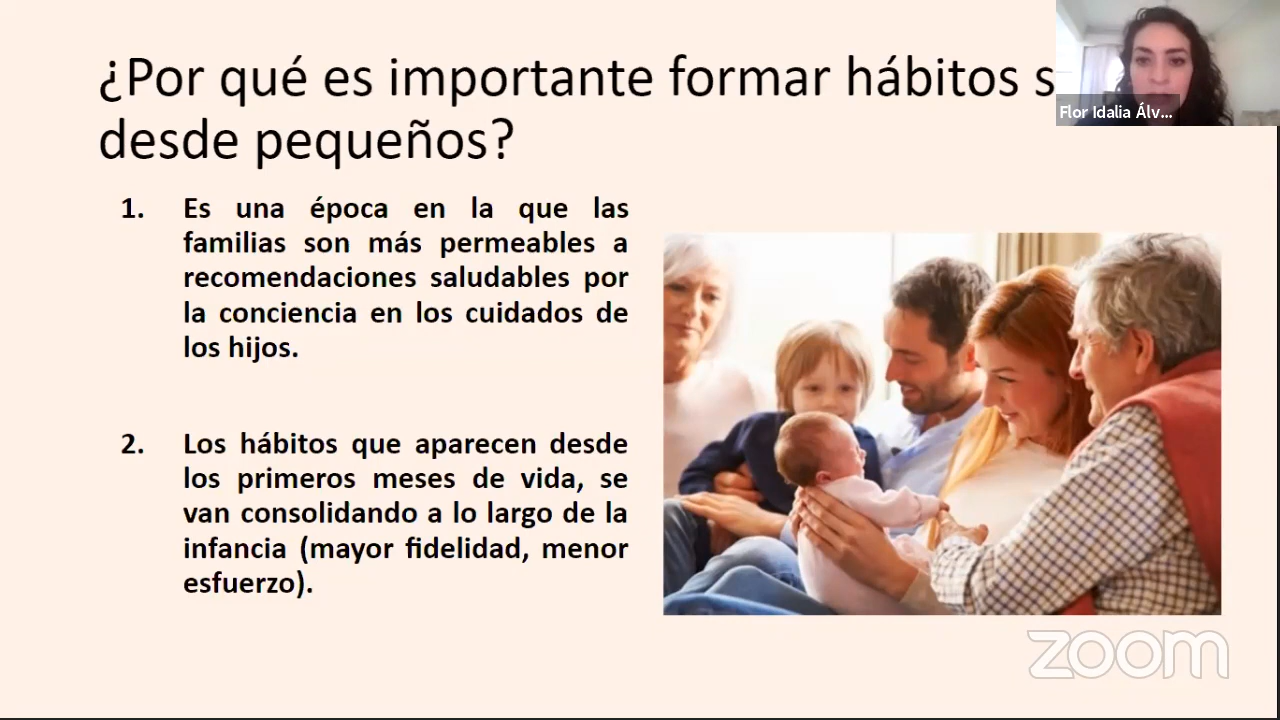 ¿Por qué es importante formar hábitos s
desde pequeños?
Flor Idalia Álv...
1. Es una época en la que las
familias son más permeables a
recomendaciones saludables por
la conciencia en los cuidados de
los hijos.
2. Los hábitos que aparecen desde
los primeros meses de vida, se
van consolidando a lo largo de la
infancia (mayor fidelidad, menor
esfuerzo).
zoom